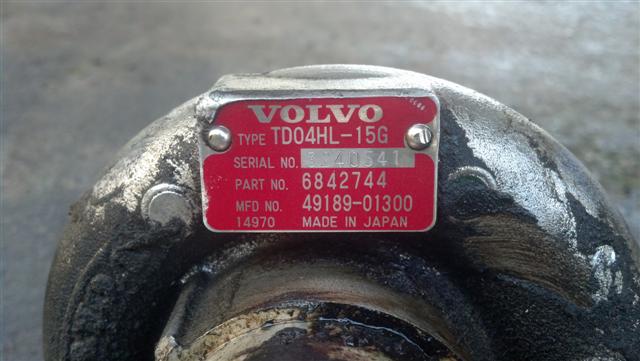 VOLVO
TYPE TD04HL-15G
SERIAL NO.
PART NO. 6842744
MFD NO. 49189-01300
14970 MADE IN JAPAN